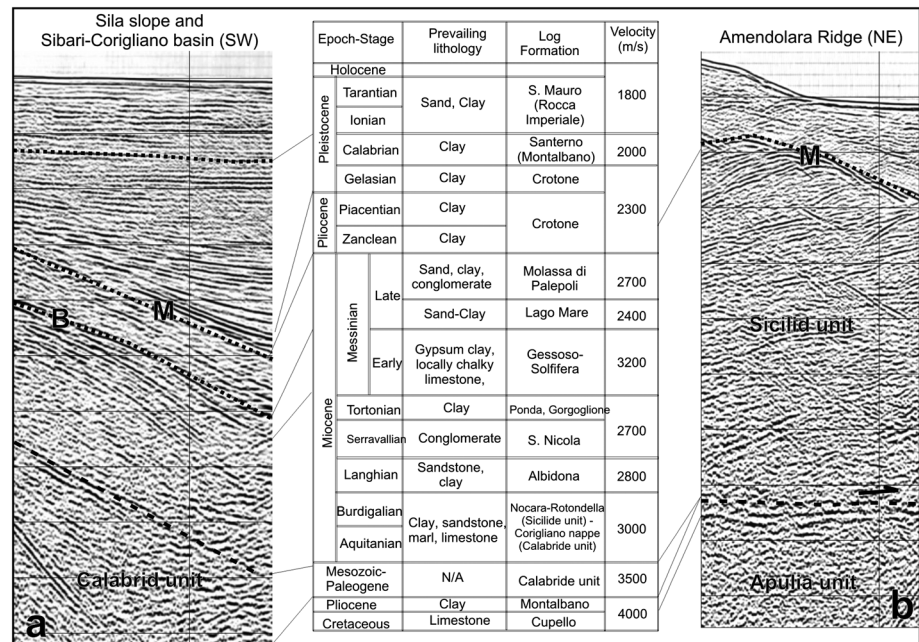 Sila slope and
Sibari-Corigliano basin (SW)
M
B
Calabrid unit
a
Epoch-Stage
Prevailing
lithology
Log
Formation
Velocity
(m/s)
Holocene
Pleistocene
Tarantian
Ionian
Sand, Clay
S. Mauro
(Rocca
Imperiale)
1800
Calabrian
Clay
Santerno
(Montalbano)
2000
Gelasian
Clay
Crotone
2300
Pliocene
Piacentian
Clay
Crotone
Zanclean
Clay
Miocene
Messinian
Late
Sand, clay,
conglomerate
Molassa di
Palepoli
2700
Sand-Clay
Lago Mare
2400
Early
Gypsum clay,
locally chalky
limestone,
Gessoso-
Solfifera
3200
Tortonian
Clay
Ponda, Gorgoglione
2700
Serravallian
Conglomerate
S. Nicola
Langhian
Sandstone,
clay
Albidona
2800
Burdigalian
Aquitanian
Clay, sandstone,
marl, limestone
Nocara-Rotondella
(Sicilide unit) -
Corigliano nappe
(Calabride unit)
3000
Mesozoic-
Paleogene
N/A
Calabride unit
3500
Pliocene
Clay
Montalbano
4000
Cretaceous
Limestone
Cupello
Amendolara Ridge (NE)
M
Sicilid unit
Apulia unit
b